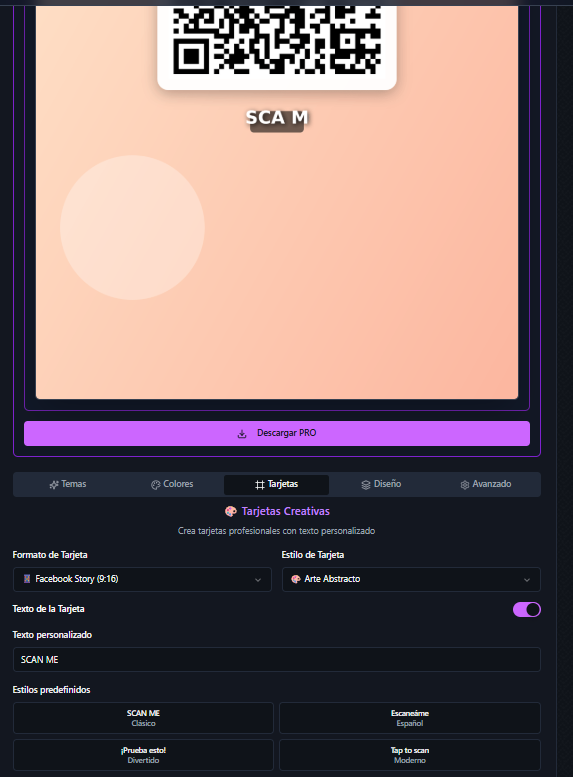 SCA M
Descargar PRO
Temas
Colores
Tarjetas
Diseño
Avanzado
Tarjetas Creativas
Crea tarjetas profesionales con texto personalizado
Formato de Tarjeta
Estilo de Tarjeta
Facebook Story (9:16)
Arte Abstracto
Texto de la Tarjeta
Texto personalizado
SCAN ME
Estilos predefinidos
SCAN ME
Clásico
Escaneáme
Español
¡Prueba esto!
Divertido
Tap to scan
Moderno